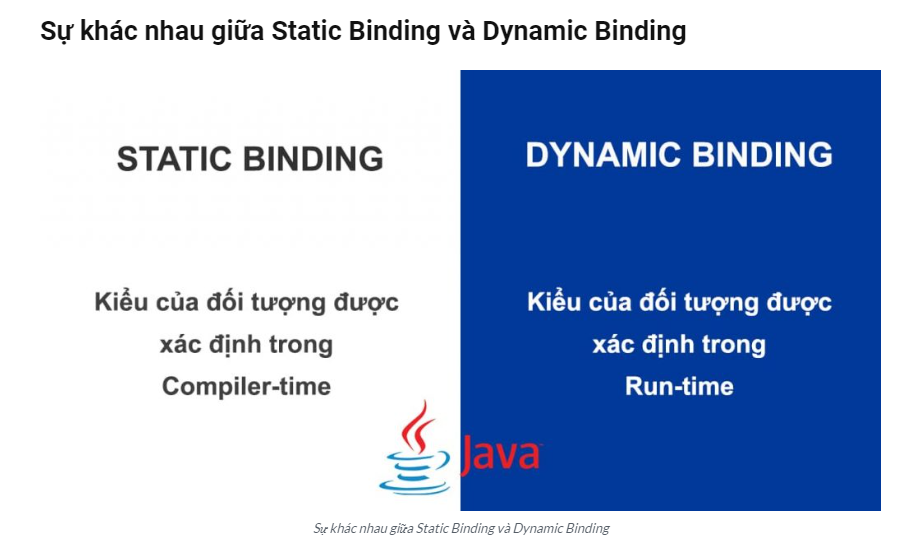 Sự khác nhau giữa Static Binding và Dynamic Binding
STATIC BINDING
Kiểu của đối tượng được
xác định trong
Compiler-time
DYNAMIC BINDING
Kiểu của đối tượng được
xác định trong
Run-time
Java
Sự khác nhau giữa Static Binding và Dynamic Binding